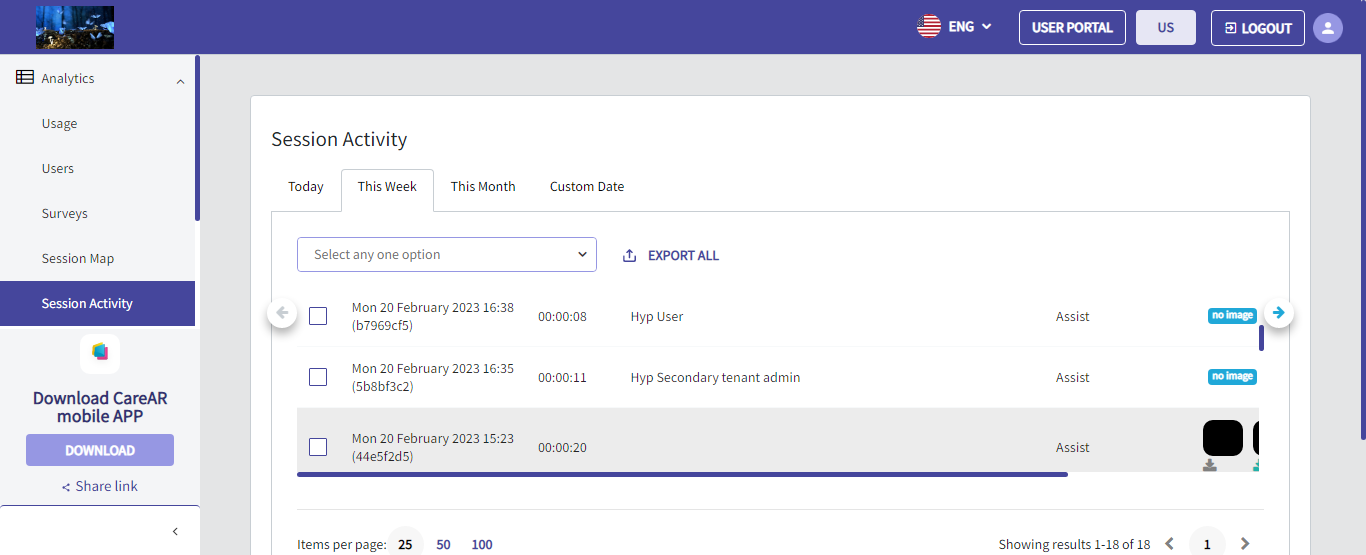 ENG
USER PORTAL
US
LOGOUT
Analytics
Usage
Users
Surveys
Session Map
Session Activity
Download CareAR
mobile APP
DOWNLOAD
Share link
Session Activity
Today
This Week
This Month
Custom Date
Select any one option
EXPORT ALL
Mon 20 February 2023 16:38
(b7969cf5)
00:00:08
Hyp User
Assist
no image
Mon 20 February 2023 16:35
(5b8bf3c2)
00:00:11
Hyp Secondary tenant admin
Assist
no image
Mon 20 February 2023 15:23
(44e5f2d5)
00:00:20
Assist
Items per page: 25 50 100
Showing results 1-18 of 18
1